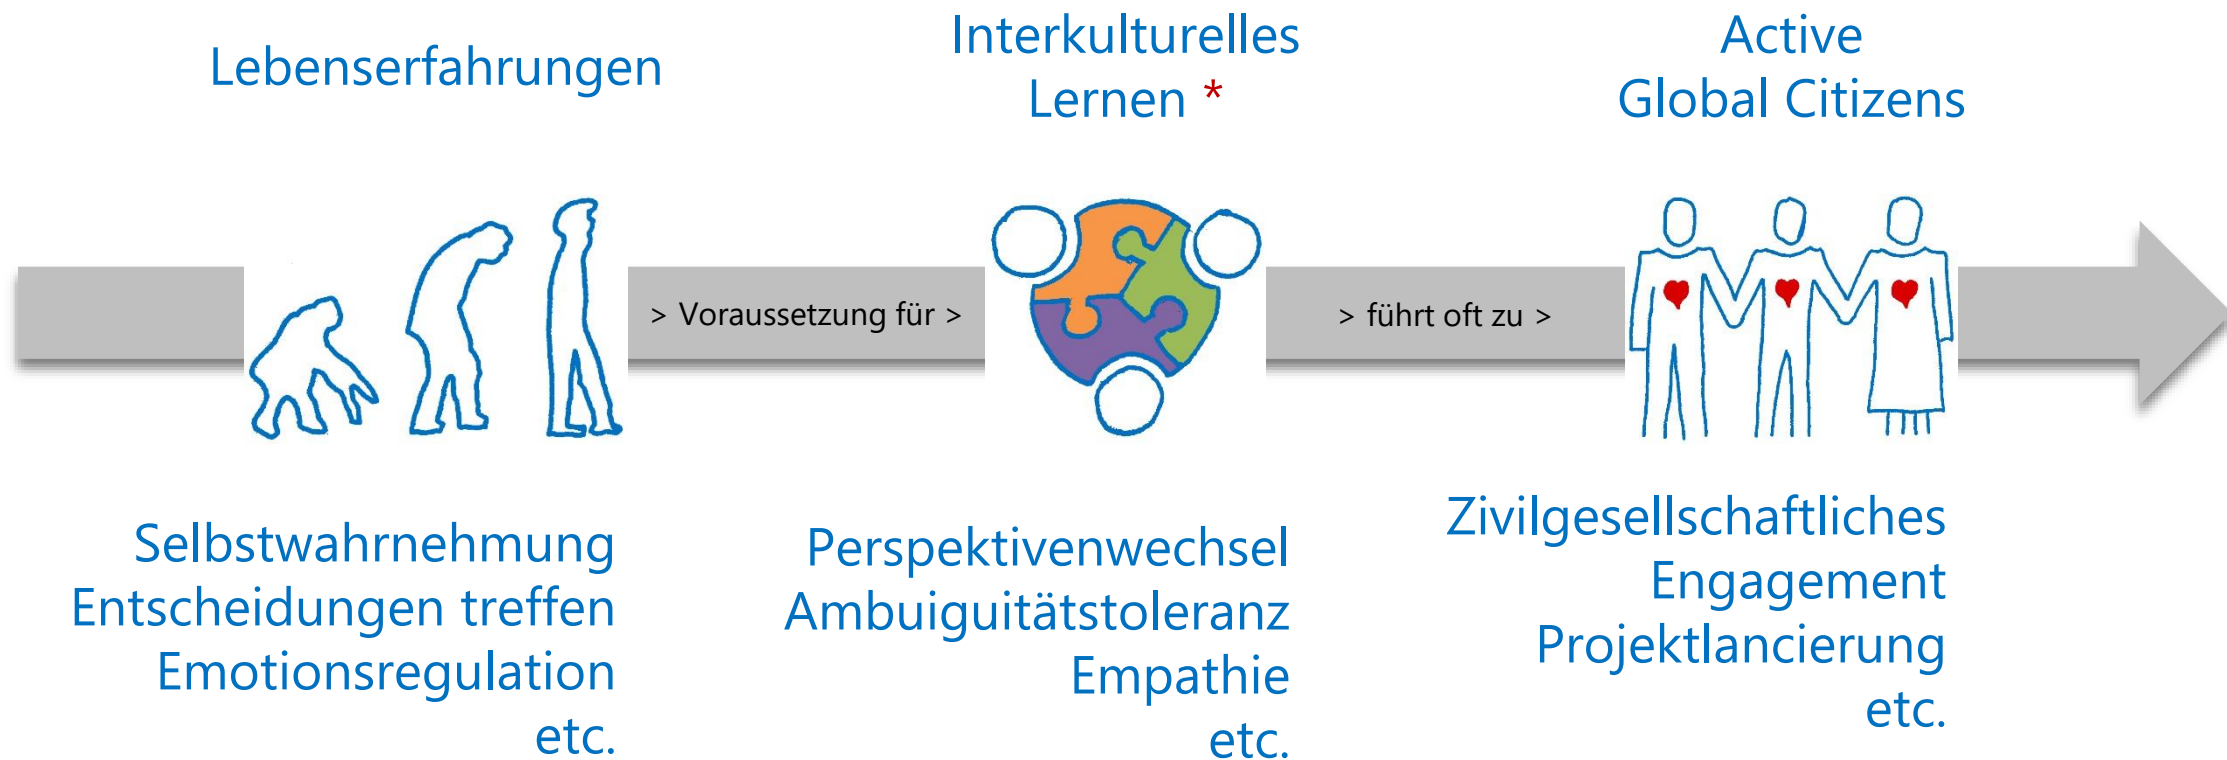 Lebenserfahrungen
Interkulturelles
Lernen *
Active
Global Citizens
> Voraussetzung für >
> führt oft zu >
Selbstwahrnehmung
Entscheidungen treffen
Emotionsregulation
etc.
Perspektivenwechsel
Ambuiguitätstoleranz
Empathie
etc.
Zivilgesellschaftliches
Engagement
Projektlancierung
etc.